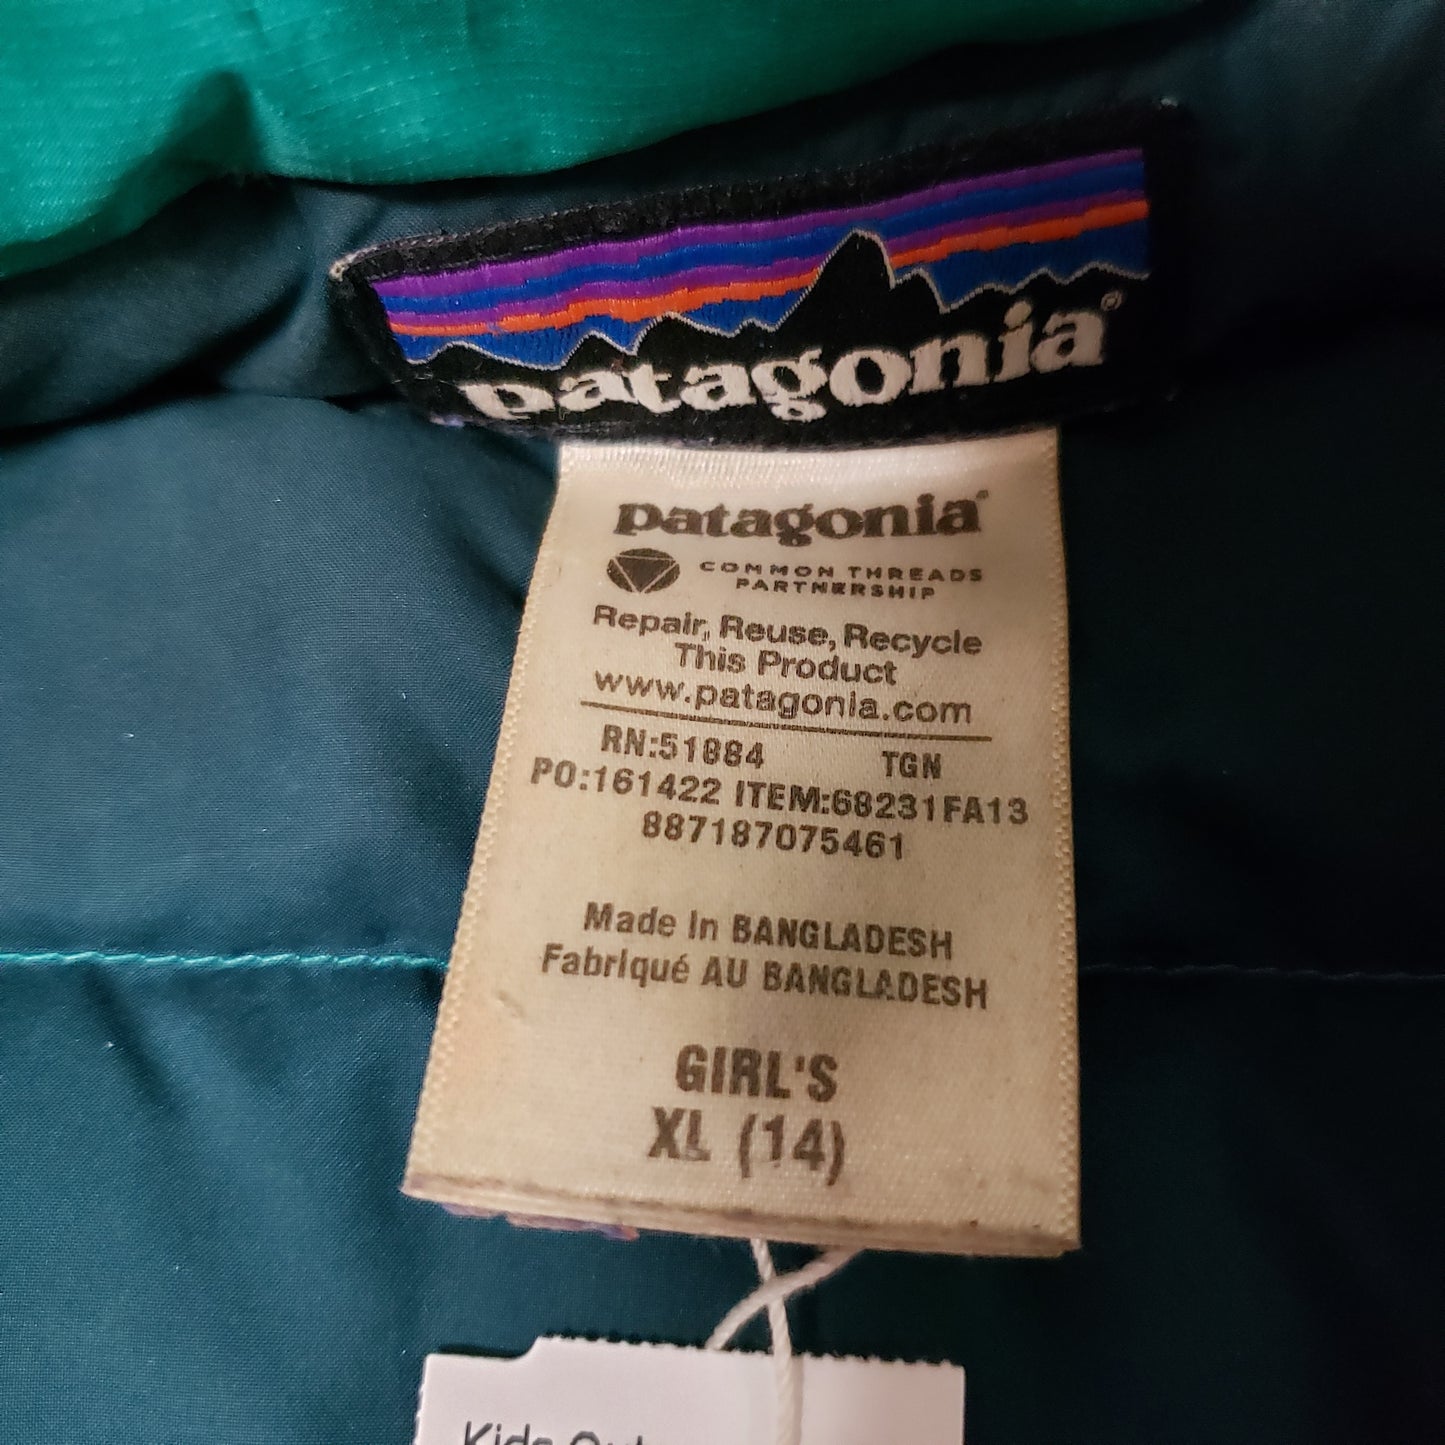 patagonia®
patagonia®
COMMON THREADS
PARTNERSHIP
Repair, Reuse, Recycle
This Product
www.patagonia.com
RN:51884 TGN
PO:161422 ITEM:68231FA13
887187075461
Made In BANGLADESH
Fabriqué AU BANGLADESH
GIRL'S
XL (14)
Kids